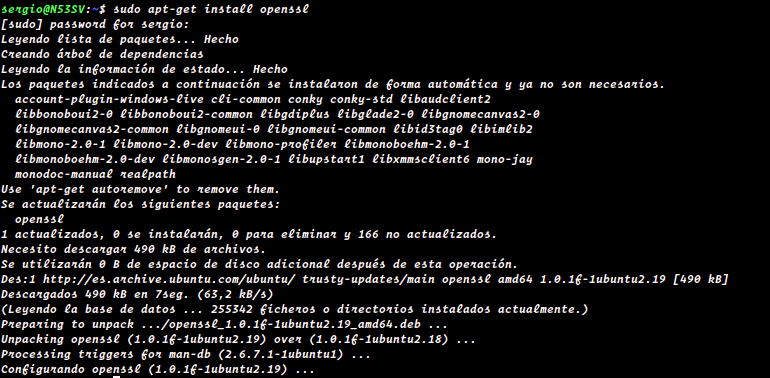 sergio@N53SV:~$ sudo apt-get install openssl
[sudo] password for sergio:
Leyendo lista de paquetes... Hecho
Creando árbol de dependencias
Leyendo la información de estado... Hecho
Los paquetes indicados a continuación se instalaron de forma automática y ya no son necesarios.
account-plugin-windows-live cli-common conky conky-std libaudclient2
libbonoboui2-0 libbonoboui2-common libgdiplus libglade2-0 libgnomecanvas2-0
libgnomecanvas2-common libgnomeui-0 libgnomeui-common libid3tag0 libimlib2
libmono-2.0-1 libmono-2.0-dev libmono-profiler libmonoboehm-2.0-1
libmonoboehm-2.0-dev libmonosgen-2.0-1 libupstart1 libxmmsclient6 mono-jay
monodoc-manual realpath
Use 'apt-get autoremove' to remove them.
Se actualizarán los siguientes paquetes:
openssl
1 actualizados, 0 se instalarán, 0 para eliminar y 166 no actualizados.
Necesito descargar 490 kB de archivos.
Se utilizarán 0 B de espacio de disco adicional después de esta operación.
Des:1 http://es.archive.ubuntu.com/ubuntu/ trusty-updates/main openssl amd64 1.0.1f-1ubuntu2.19 [490 kB]
Descargados 490 kB en 7seg. (63,2 kB/s)
(Leyendo la base de datos ... 255342 ficheros o directorios instalados actualmente.)
Preparing to unpack .../openssl_1.0.1f-1ubuntu2.19_amd64.deb ...
Unpacking openssl (1.0.1f-1ubuntu2.19) over (1.0.1f-1ubuntu2.18) ...
Processing triggers for man-db (2.6.7.1-1ubuntu1) ...
Configurando openssl (1.0.1f-1ubuntu2.19) ...